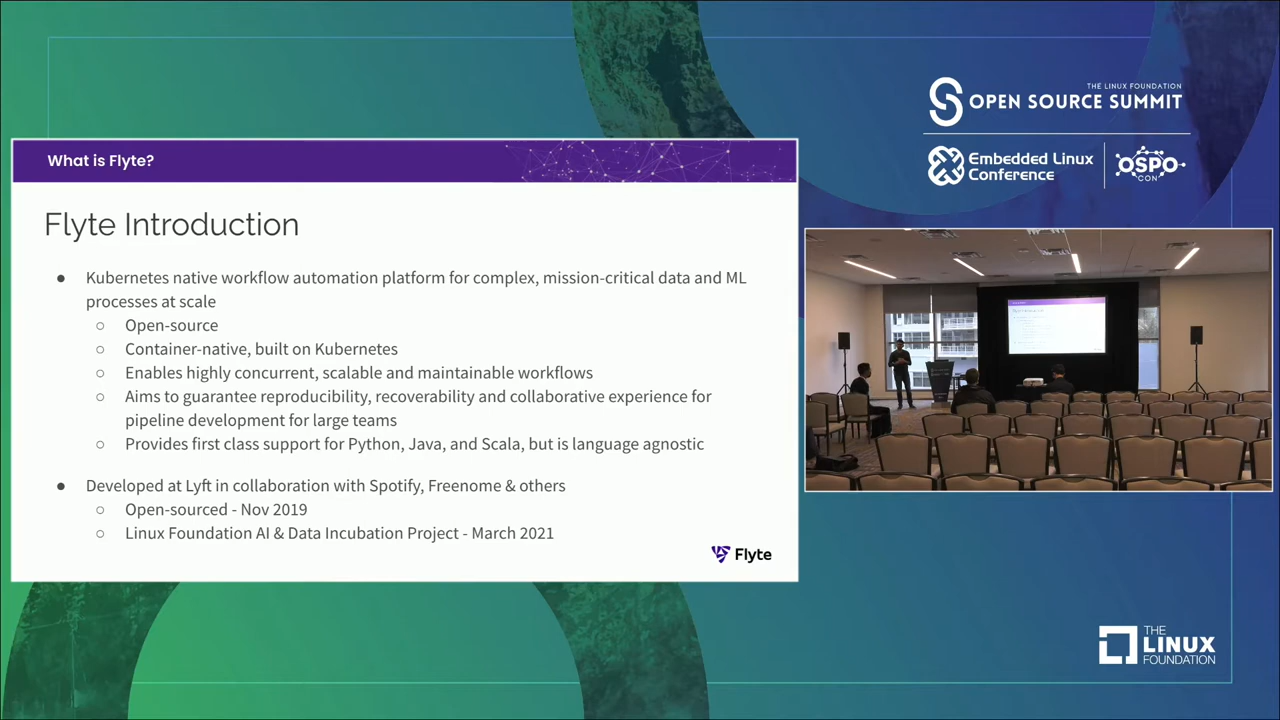 What is Flyte?
Flyte Introduction
● Kubernetes native workflow automation platform for complex, mission-critical data and ML
processes at scale
○ Open-source
○ Container-native, built on Kubernetes
○ Enables highly concurrent, scalable and maintainable workflows
○ Aims to guarantee reproducibility, recoverability and collaborative experience for
pipeline development for large teams
○ Provides first class support for Python, Java, and Scala, but is language agnostic
● Developed at Lyft in collaboration with Spotify, Freenome & others
○ Open-sourced - Nov 2019
○ Linux Foundation AI & Data Incubation Project - March 2021
Flyte
THE LINUX FOUNDATION
OPEN SOURCE SUMMIT
Embedded Linux
Conference
OSPO
CON
THE
LINUX
FOUNDATION